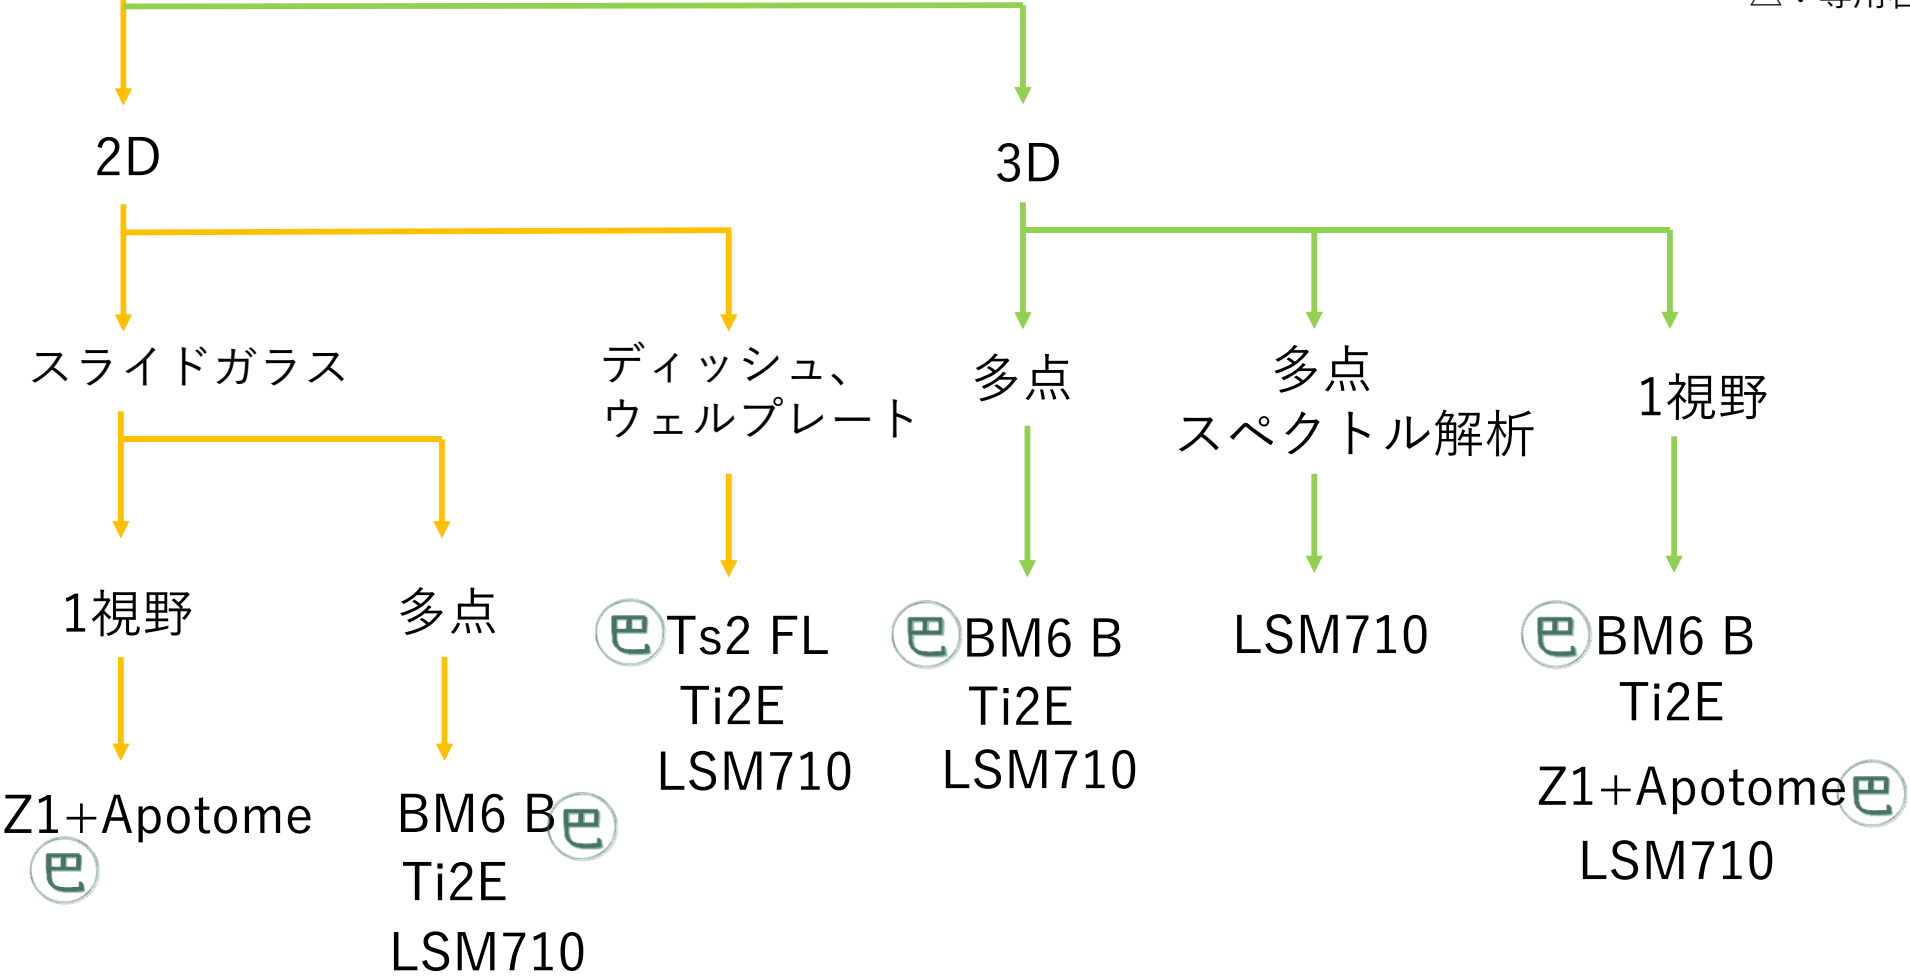 2D
3D
スライドガラス
ディッシュ、
ウェルプレート
多点
多点
スペクトル解析
1視野
1視野
多点
巴 Ts2 FL
Ti2E
LSM710
巴 BM6 B
Ti2E
LSM710
LSM710
巴 BM6 B
Ti2E
Z1+Apotome 巴
LSM710
Z1+Apotome
巴
BM6 B 巴
Ti2E
LSM710